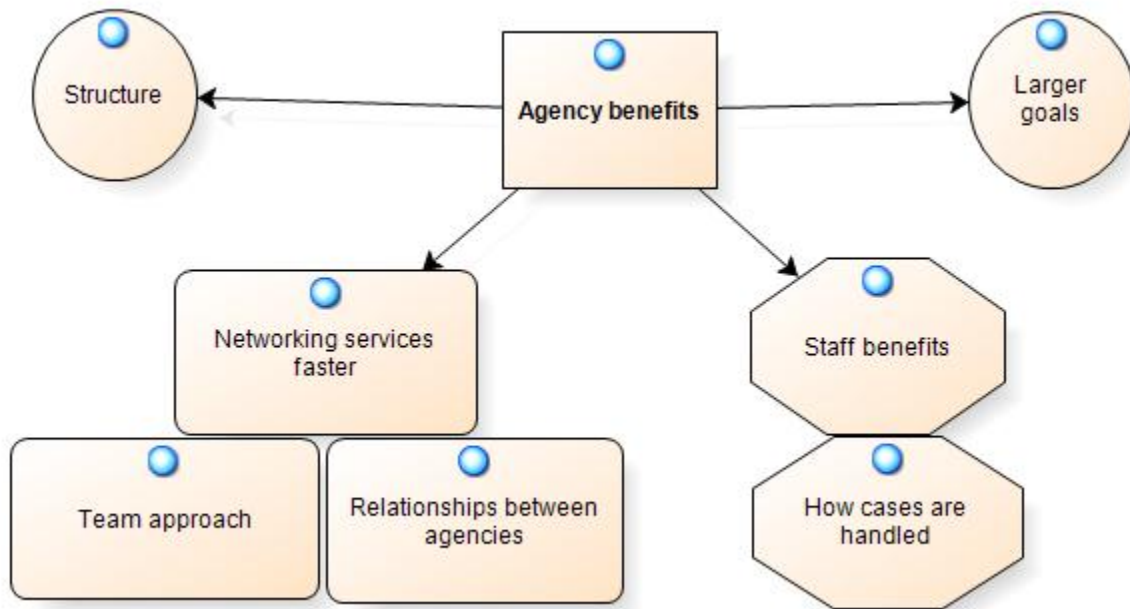 Structure
Agency benefits
Larger
goals
Networking services
faster
Staff benefits
Team approach
Relationships between
agencies
How cases are
handled